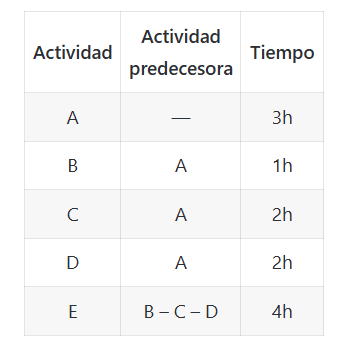 Actividad Actividad predecesora Tiempo
A — 3h
B A 1h
C A 2h
D A 2h
E B – C – D 4h